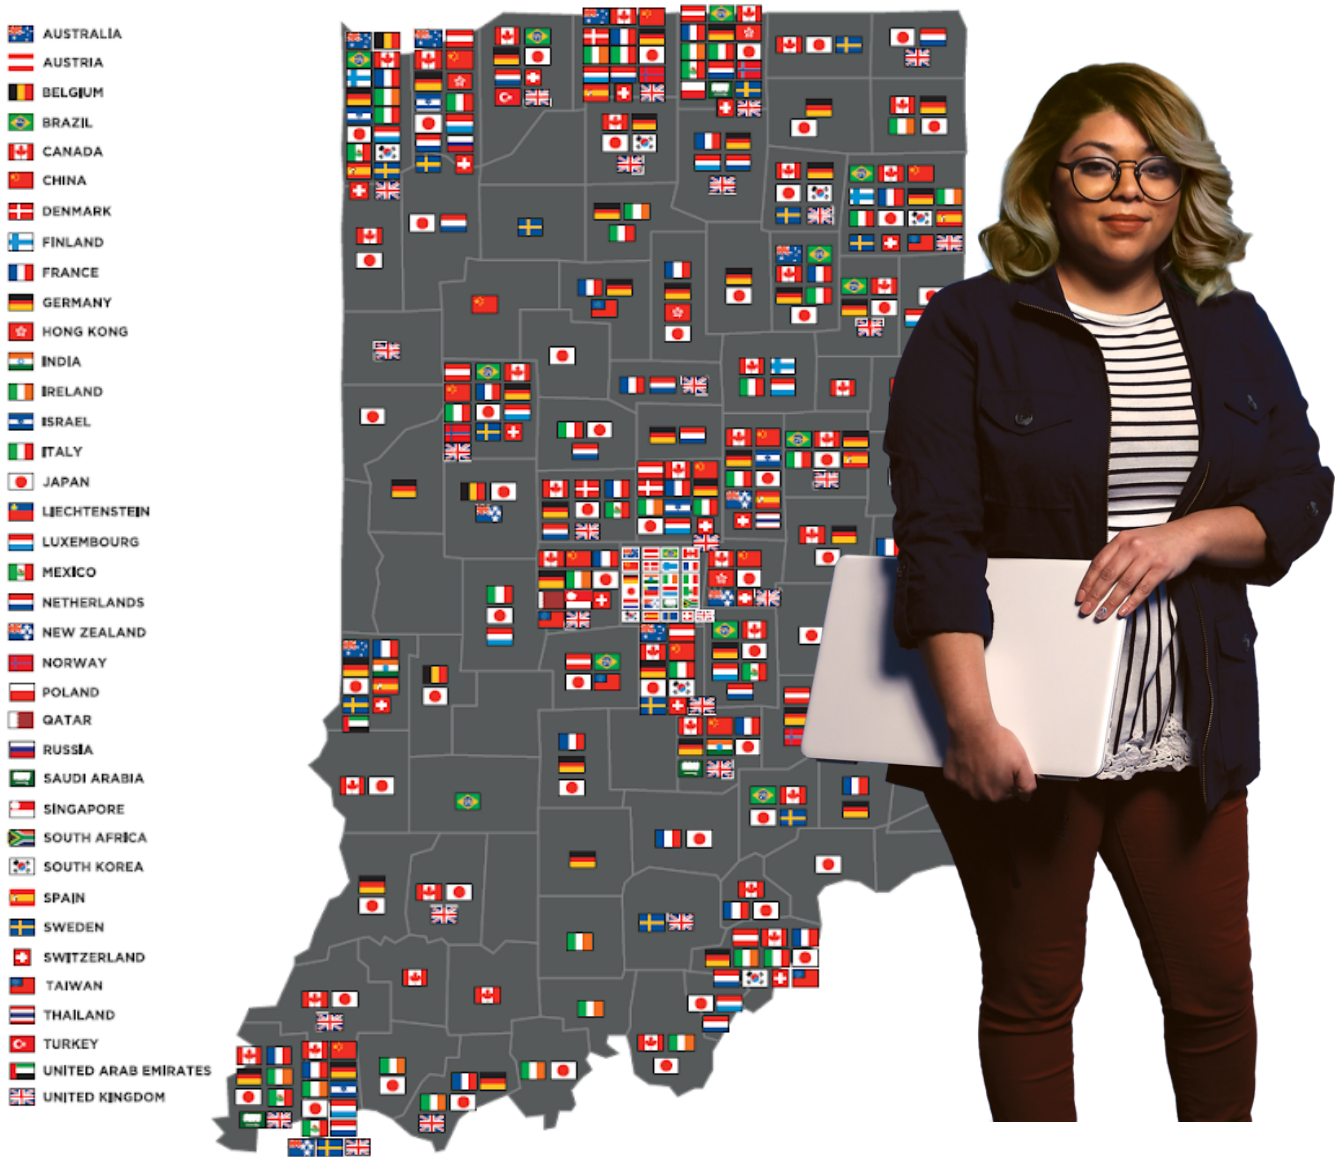 AUSTRALIA
AUSTRIA
BELGIUM
BRAZIL
CANADA
CHINA
DENMARK
FINLAND
FRANCE
GERMANY
HONG KONG
INDIA
IRELAND
ISRAEL
ITALY
JAPAN
LIECHTENSTEIN
LUXEMBOURG
MEXICO
NETHERLANDS
NEW ZEALAND
NORWAY
POLAND
QATAR
RUSSIA
SAUDI ARABIA
SINGAPORE
SOUTH AFRICA
SOUTH KOREA
SPAIN
SWEDEN
SWITZERLAND
TAIWAN
THAILAND
TURKEY
UNITED ARAB EMIRATES
UNITED KINGDOM